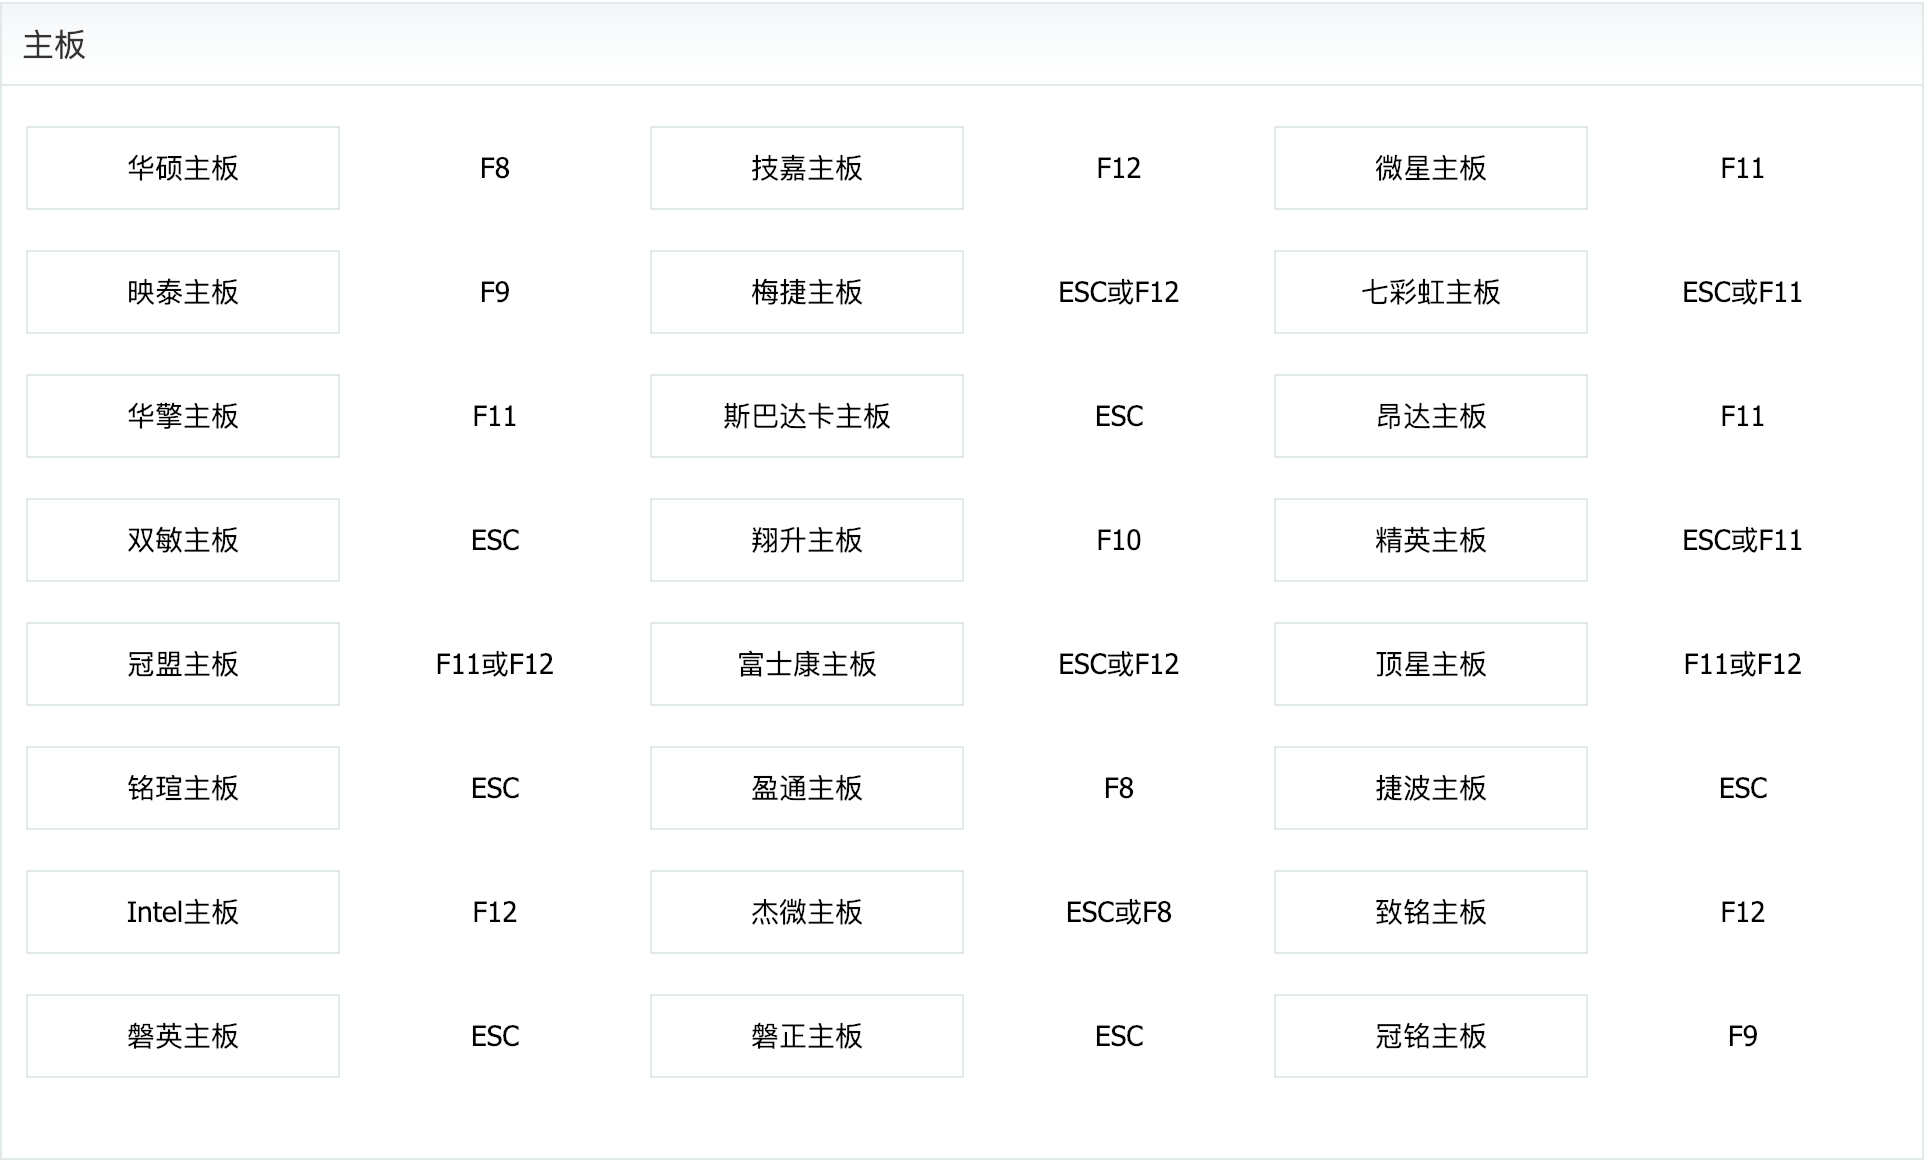 主板
华硕主板 F8 技嘉主板 F12 微星主板 F11
映泰主板 F9 梅捷主板 ESC或F12 七彩虹主板 ESC或F11
华擎主板 F11 斯巴达卡主板 ESC 昂达主板 F11
双敏主板 ESC 翔升主板 F10 精英主板 ESC或F11
冠盟主板 F11或F12 富士康主板 ESC或F12 顶星主板 F11或F12
铭瑄主板 ESC 盈通主板 F8 捷波主板 ESC
Intel主板 F12 杰微主板 ESC或F8 致铭主板 F12
磐英主板 ESC 磐正主板 ESC 冠铭主板 F9